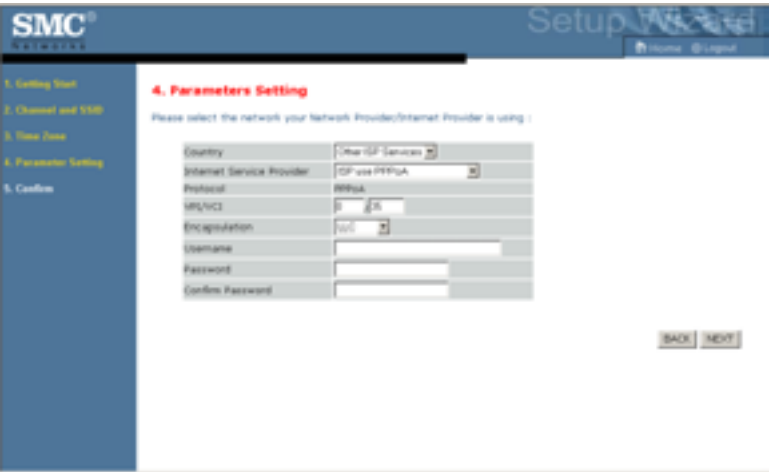 SMC®
Networks
Setup Wizard
Home Logout
1. Getting Start
2. Channel and SSID
3. Time Zone
4. Parameter Setting
5. Confirm
4. Parameters Setting
Please select the network your Network Provider/Internet Provider is using :
Country Other ISP Services
Internet Service Provider ISP use PPPoA
Protocol PPPoA
VPI/VCI / 35
Encapsulation
Username
Password
Confirm Password
BACK NEXT